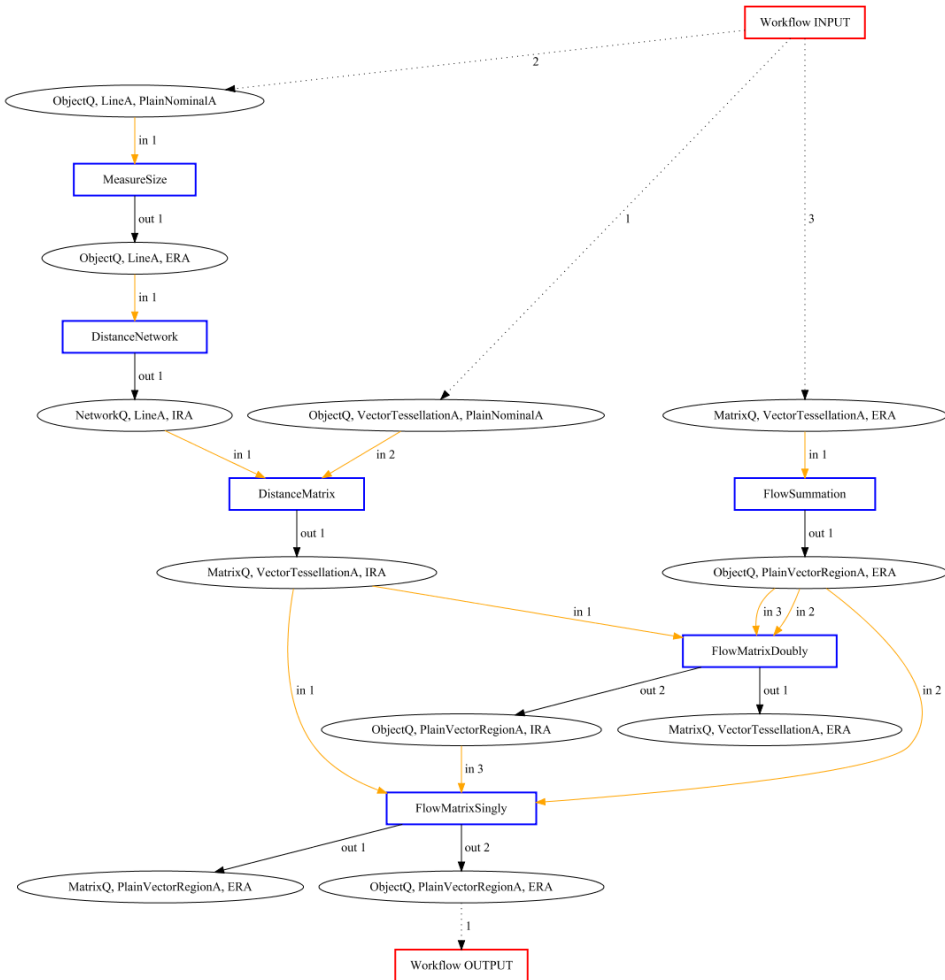 Workflow INPUT
2
ObjectQ, LineA, PlainNominalA
in 1
MeasureSize
1
3
out 1
ObjectQ, LineA, ERA
in 1
DistanceNetwork
out 1
NetworkQ, LineA, IRA
ObjectQ, VectorTessellationA, PlainNominalA
MatrixQ, VectorTessellationA, ERA
in 1
in 2
in 1
DistanceMatrix
FlowSummation
out 1
out 1
MatrixQ, VectorTessellationA, IRA
ObjectQ, PlainVectorRegionA, ERA
in 1
in 3
in 2
FlowMatrixDoubly
in 1
out 2
out 1
in 2
ObjectQ, PlainVectorRegionA, IRA
MatrixQ, VectorTessellationA, ERA
in 3
FlowMatrixSingly
out 1
out 2
MatrixQ, PlainVectorRegionA, ERA
ObjectQ, PlainVectorRegionA, ERA
1
Workflow OUTPUT